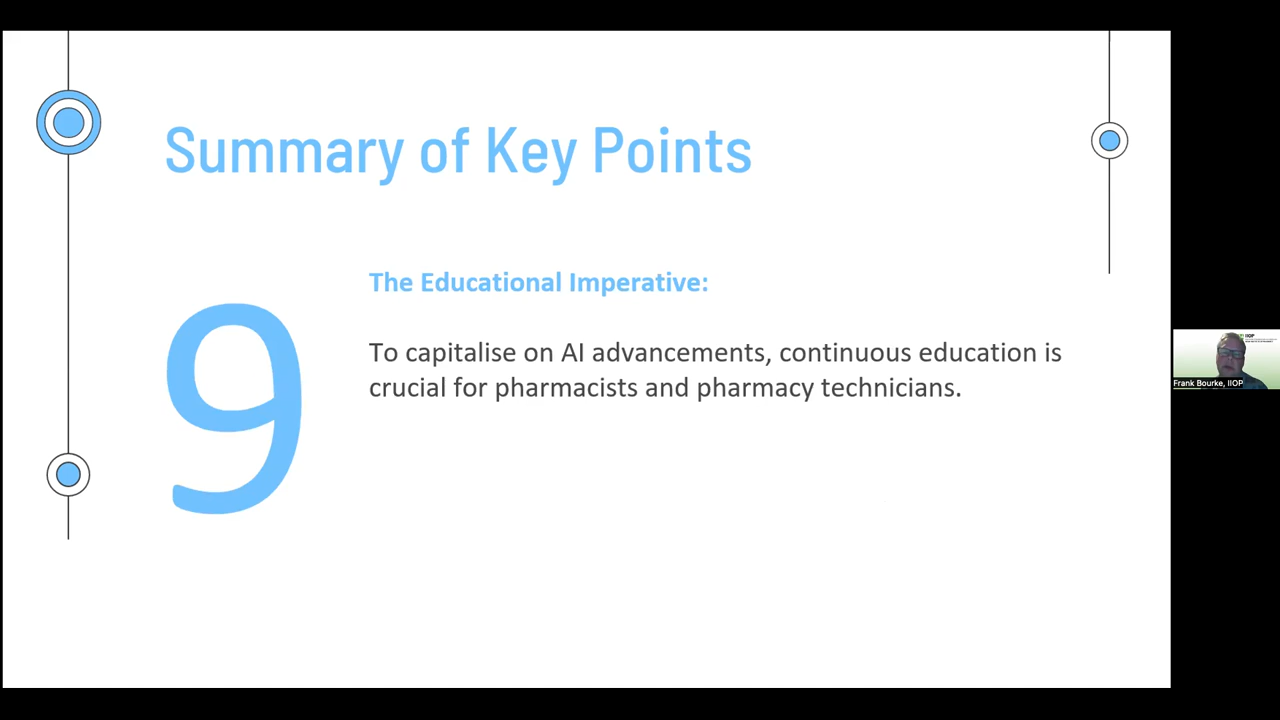 Summary of Key Points
9
The Educational Imperative:
To capitalise on AI advancements, continuous education is
crucial for pharmacists and pharmacy technicians.
IIOP
Frank Bourke, IIOP